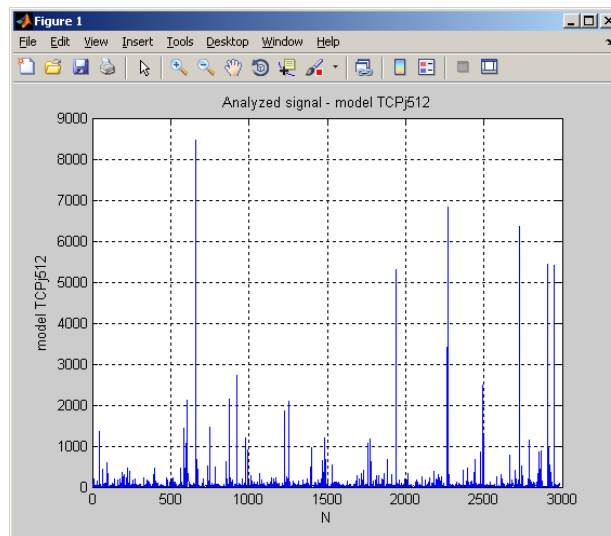 Figure 1
File Edit View Insert Tools Desktop Window Help
Analyzed signal - model TCPj512
9000
8000
7000
6000
5000
4000
3000
2000
1000
0
model TCPj512
0 500 1000 1500 2000 2500 3000
N